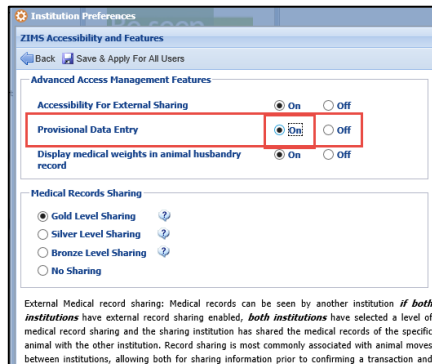 Institution Preferences
ZIMS Accessibility and Features
Back Save & Apply For All Users
Advanced Access Management Features
Accessibility For External Sharing On Off
Provisional Data Entry On Off
Display medical weights in animal husbandry On Off
record
Medical Records Sharing
Gold Level Sharing ?
Silver Level Sharing ?
Bronze Level Sharing ?
No Sharing
External Medical record sharing: Medical records can be seen by another institution if both
institutions have external record sharing enabled, both institutions have selected a level of
medical record sharing and the sharing institution has shared the medical records of the specific
animal with the other institution. Record sharing is most commonly associated with animal moves
between institutions, allowing both for sharing information prior to confirming a transaction and